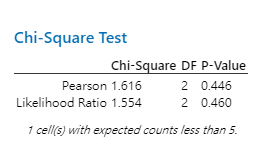 Chi-Square Test
Chi-Square DF P-Value
Pearson 1.616 2 0.446
Likelihood Ratio 1.554 2 0.460
1 cell(s) with expected counts less than 5.